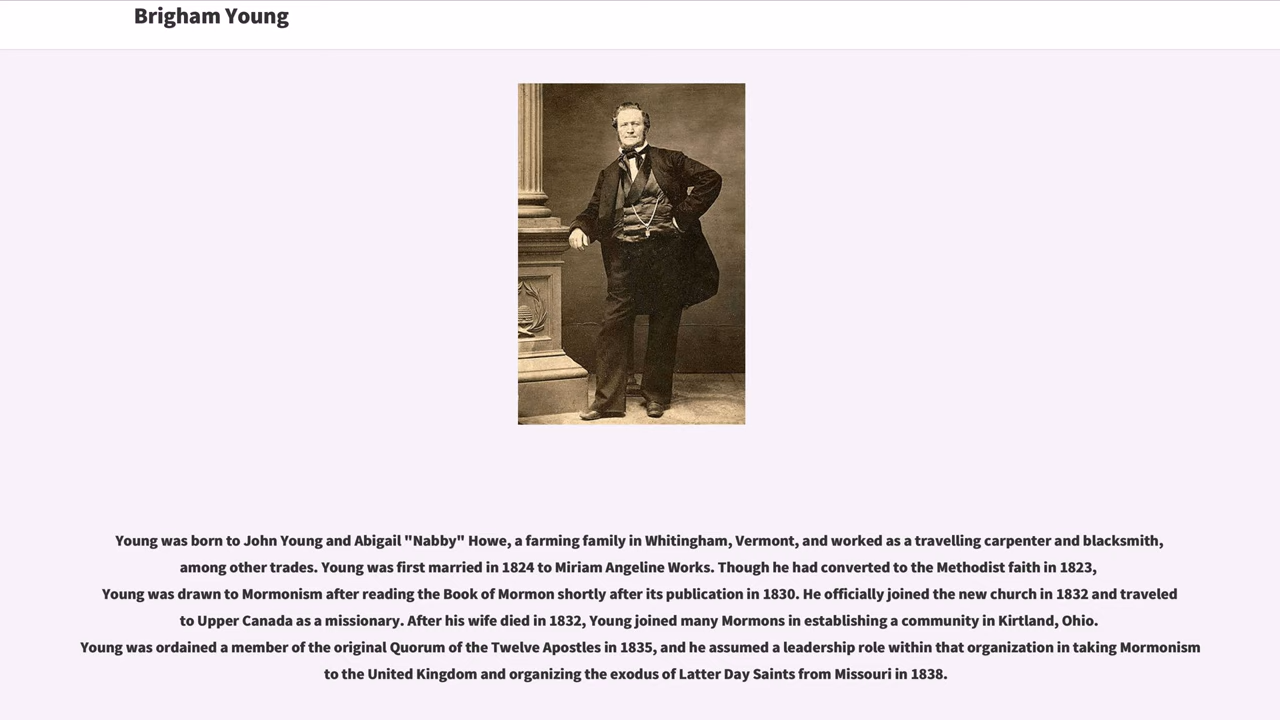 Brigham Young
Young was born to John Young and Abigail "Nabby" Howe, a farming family in Whitingham, Vermont, and worked as a travelling carpenter and blacksmith,
among other trades. Young was first married in 1824 to Miriam Angeline Works. Though he had converted to the Methodist faith in 1823,
Young was drawn to Mormonism after reading the Book of Mormon shortly after its publication in 1830. He officially joined the new church in 1832 and traveled
to Upper Canada as a missionary. After his wife died in 1832, Young joined many Mormons in establishing a community in Kirtland, Ohio.
Young was ordained a member of the original Quorum of the Twelve Apostles in 1835, and he assumed a leadership role within that organization in taking Mormonism
to the United Kingdom and organizing the exodus of Latter Day Saints from Missouri in 1838.